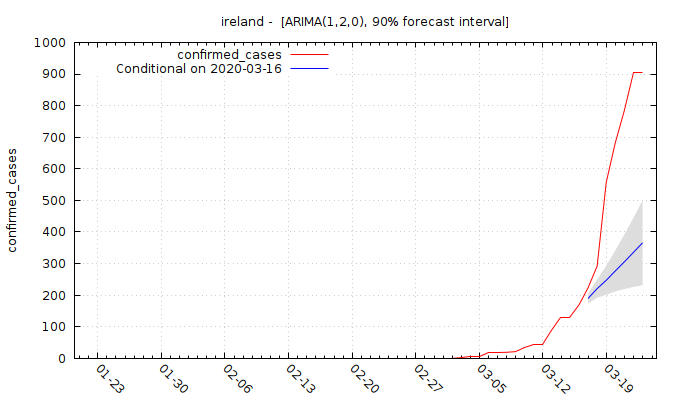 ireland -  [ARIMA(1,2,0), 90% forecast interval]
confirmed_cases
Conditional on 2020-03-16
1000
900
800
700
600
500
400
300
200
100
0
confirmed_cases
01-23 01-30 02-06 02-13 02-20 02-27 03-05 03-12 03-19